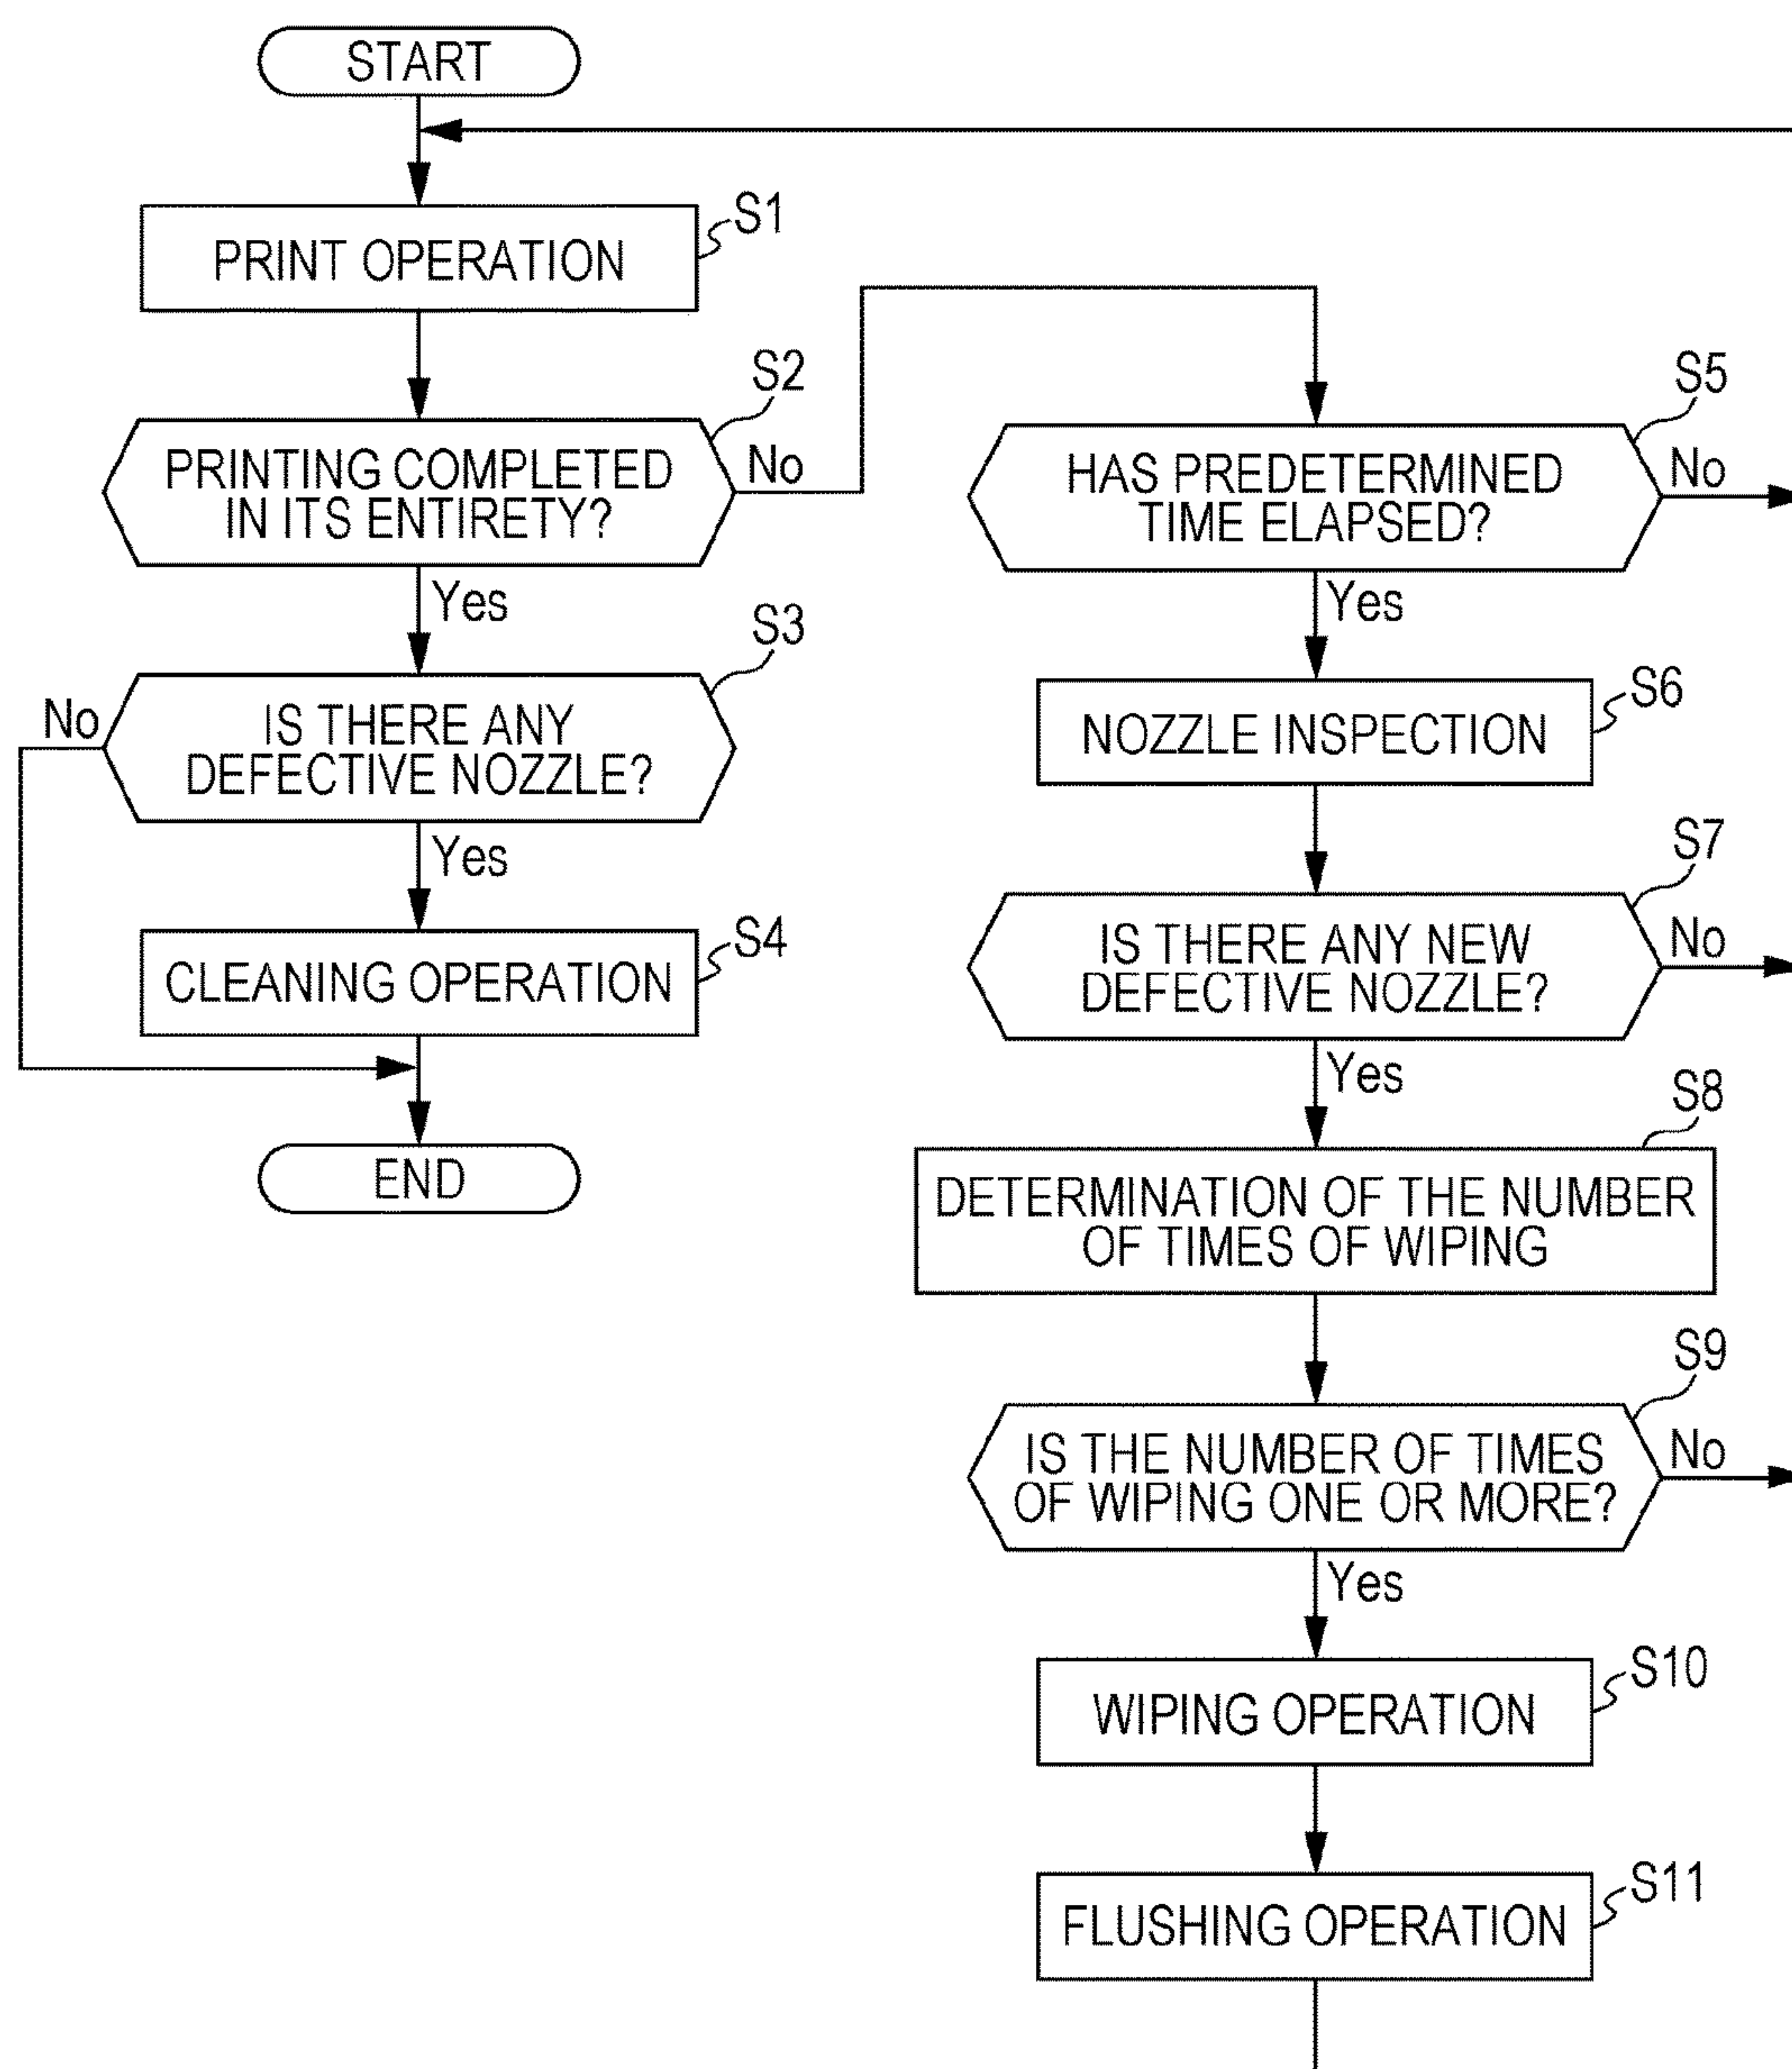 START
S1
PRINT OPERATION
S2
PRINTING COMPLETED
IN ITS ENTIRETY?
No
Yes
S3
No
IS THERE ANY
DEFECTIVE NOZZLE?
Yes
S4
CLEANING OPERATION
END
S5
HAS PREDETERMINED
TIME ELAPSED?
No
Yes
S6
NOZZLE INSPECTION
S7
IS THERE ANY NEW
DEFECTIVE NOZZLE?
No
Yes
S8
DETERMINATION OF THE NUMBER
OF TIMES OF WIPING
S9
IS THE NUMBER OF TIMES
OF WIPING ONE OR MORE?
No
Yes
S10
WIPING OPERATION
S11
FLUSHING OPERATION